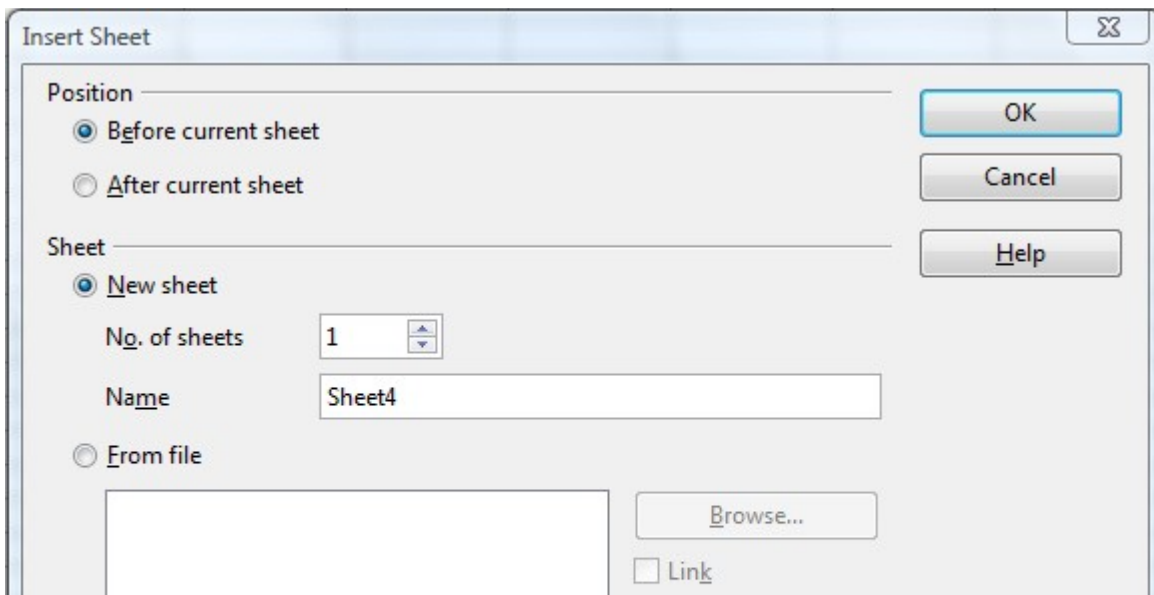 Insert Sheet
Position
Before current sheet
OK
After current sheet
Cancel
Sheet
Help
New sheet
No. of sheets 1
Name Sheet4
From file
Browse...
Link